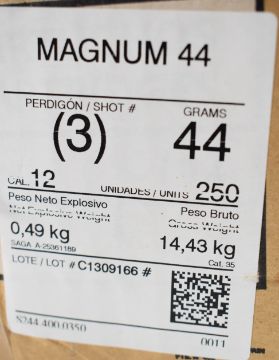 MAGNUM 44
PERDIGÓN / SHOT # GRAMS
(3) 44
CAL. 12 UNIDADES / UNITS 250
Peso Neto Explosivo Peso Bruto
Net Explosive Weight Gross Weight
0,49 kg 14,43 kg
SAGA A-25361189 Cat. 35
LOTE / LOT # C1309166 #
S244 400 0350 0011